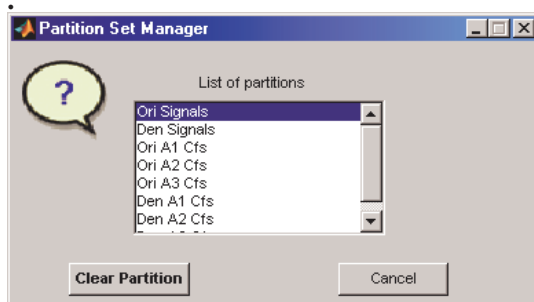 Partition Set Manager
?
List of partitions
Ori Signals
Den Signals
Ori A1 Cfs
Ori A2 Cfs
Ori A3 Cfs
Den A1 Cfs
Den A2 Cfs
Clear Partition
Cancel